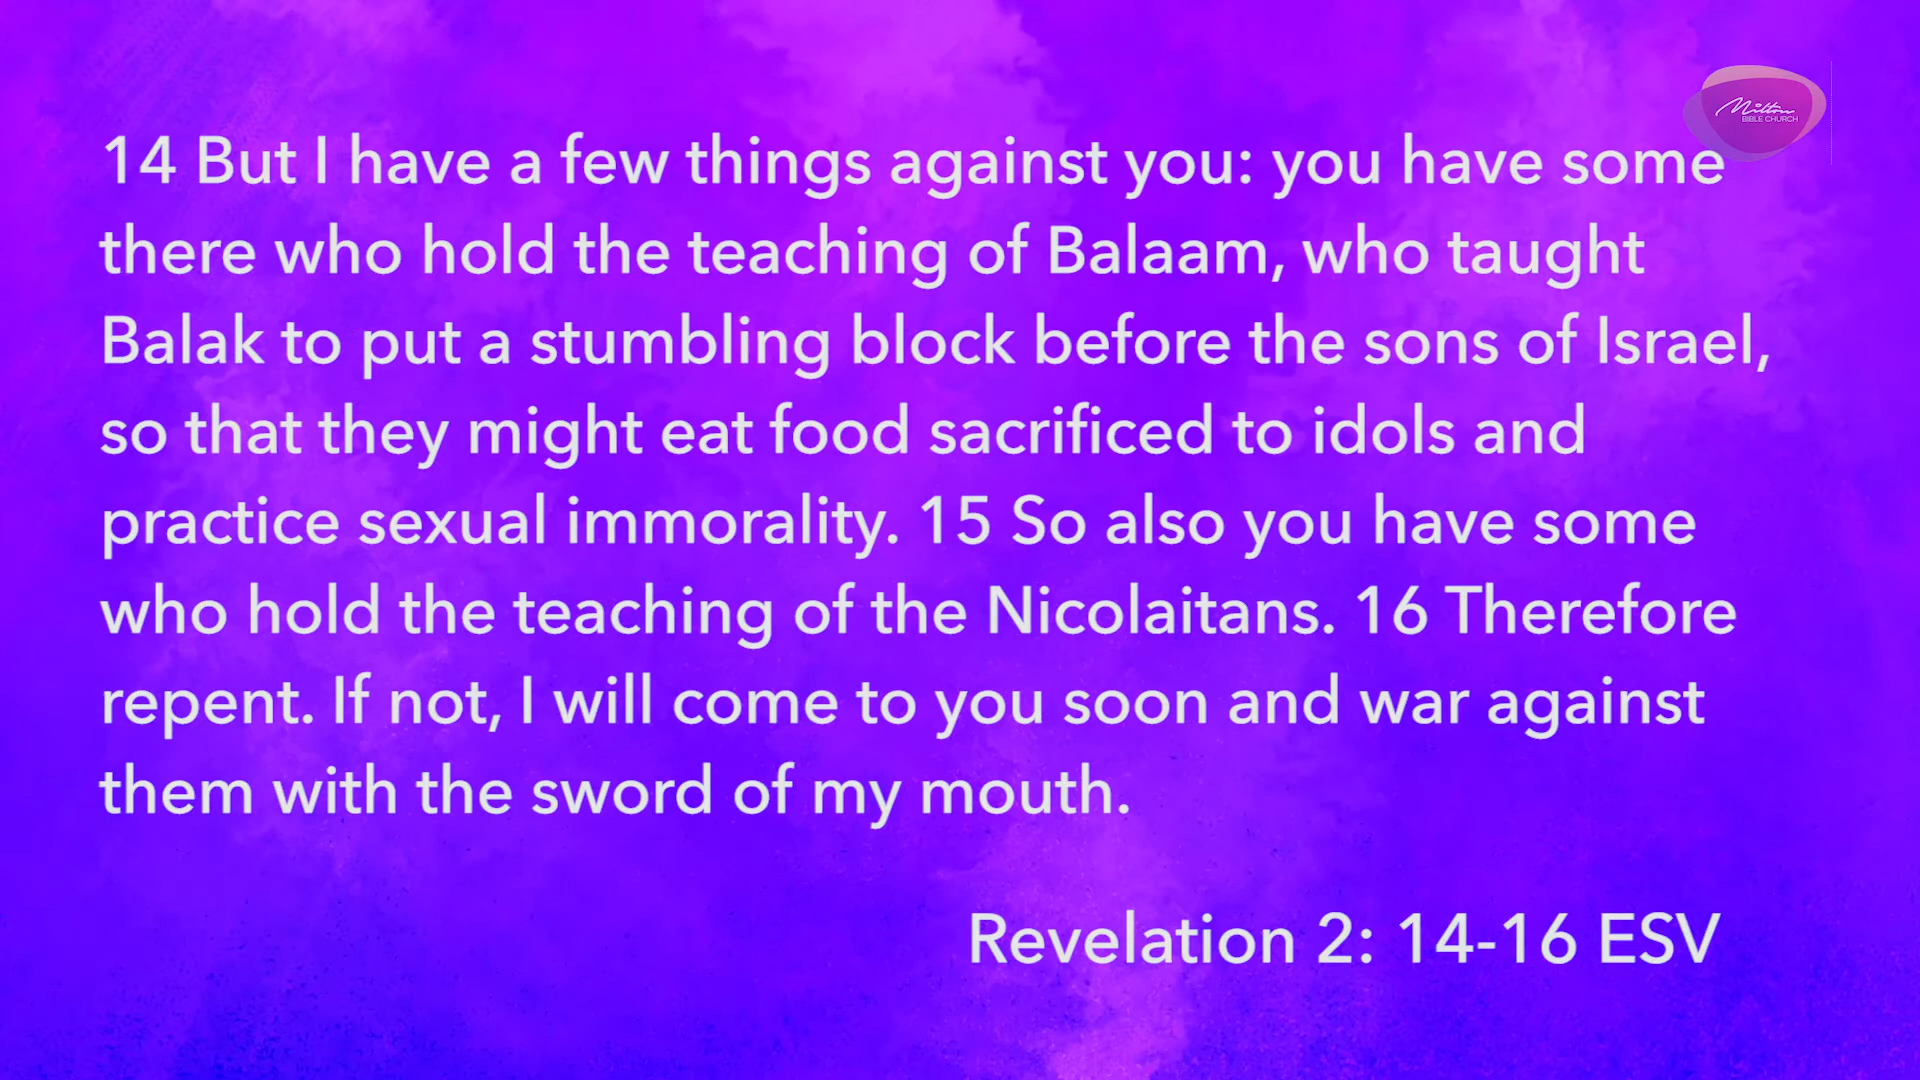 Milton
BIBLE CHURCH
14 But I have a few things against you: you have some
there who hold the teaching of Balaam, who taught
Balak to put a stumbling block before the sons of Israel,
so that they might eat food sacrificed to idols and
practice sexual immorality. 15 So also you have some
who hold the teaching of the Nicolaitans. 16 Therefore
repent. If not, I will come to you soon and war against
them with the sword of my mouth.
Revelation 2: 14-16 ESV